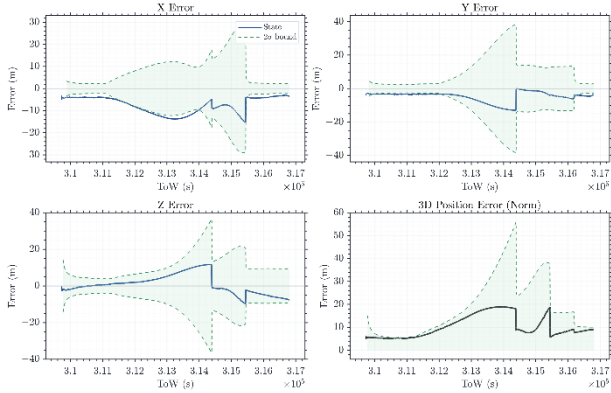 X Error
State
2σ bound
Error (m)
30
20
10
0
−10
−20
30
3.1 3.11 3.12 3.13 3.14 3.15 3.16 3.17
ToW (s)
×10⁵
Y Error
Error (m)
40
20
0
−20
−40
3.1 3.11 3.12 3.13 3.14 3.15 3.16 3.17
ToW (s)
×10⁵
Z Error
Error (m)
40
20
0
−20
−40
3.1 3.11 3.12 3.13 3.14 3.15 3.16 3.17
ToW (s)
×10⁵
3D Position Error (Norm)
Error (m)
60
50
40
30
20
10
0
3.1 3.11 3.12 3.13 3.14 3.15 3.16 3.17
ToW (s)
×10⁵